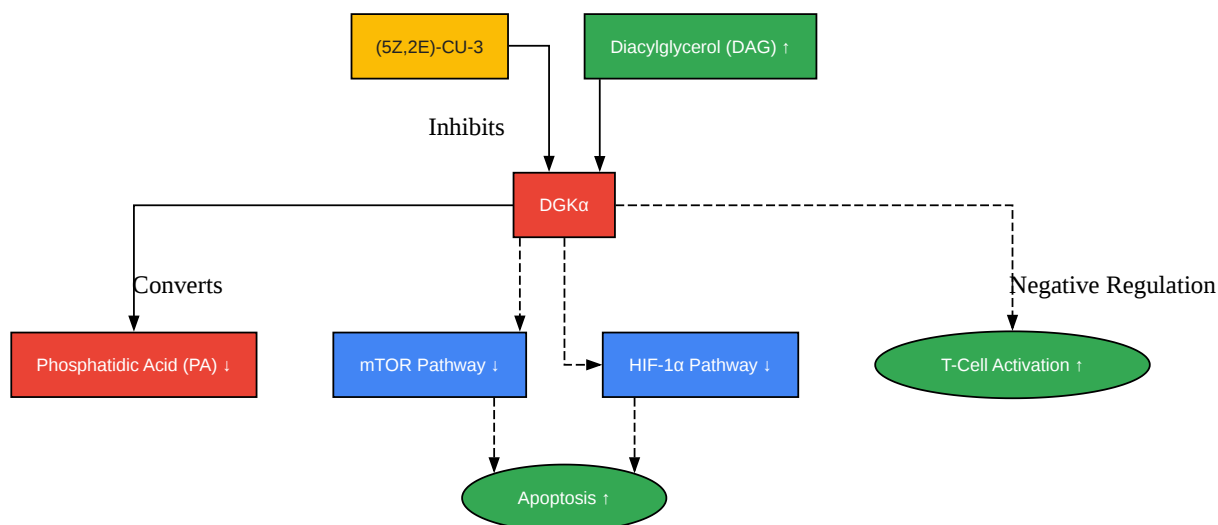 (5Z,2E)-CU-3
Diacylglycerol (DAG) ↑
Inhibits
DGKα
Converts
Negative Regulation
Phosphatidic Acid (PA) ↓
mTOR Pathway ↓
HIF-1α Pathway ↓
T-Cell Activation ↑
Apoptosis ↑